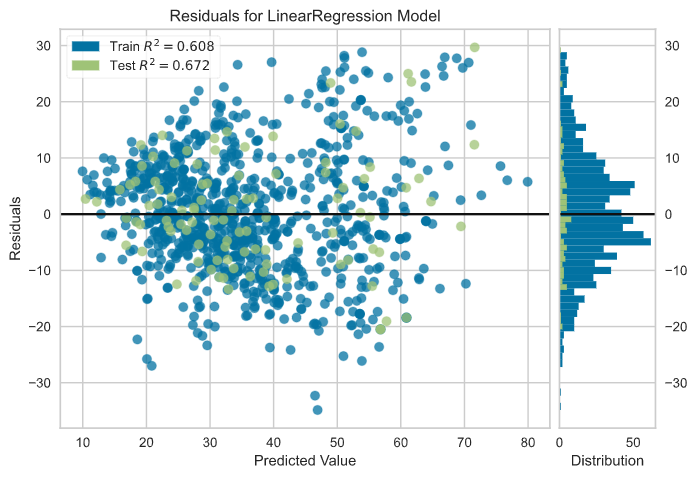 Residuals for LinearRegression Model
Train R² = 0.608
Test R² = 0.672
30
20
10
0
−10
−20
−30
Residuals
10 20 30 40 50 60 70 80
Predicted Value
30
20
10
0
−10
−20
−30
0 50
Distribution